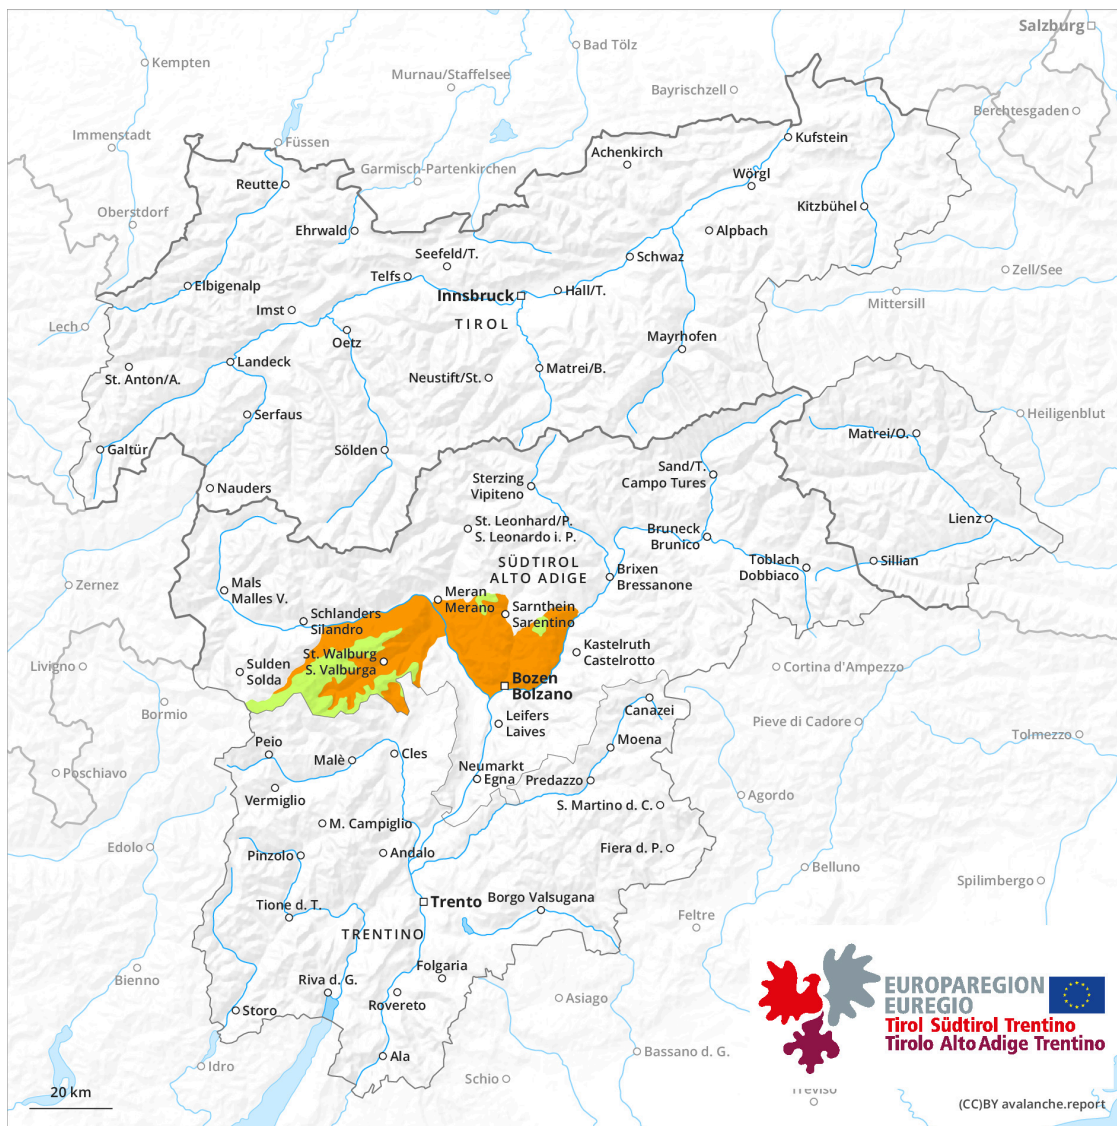 Salzburg
Bad Tölz
Kempten
Murnau/Staffelsee
Bayrischzell
Berchtesgaden
Immenstadt
Füssen
Kufstein
Achenkirch
Garmisch-Partenkirchen
Wörgl
Reutte
Kitzbühel
Oberstdorf
Ehrwald
Alpbach
Seefeld/T.
Schwaz
Zell/See
Telfs
Elbigenalp
Hall/T.
Innsbruck
Mittersill
Imst
TIROL
Lech
Oetz
Mayrhofen
Landeck
Matrei/B.
St. Anton/A.
Neustift/St.
Serfaus
Heiligenblut
Matrei/O.
Galtür
Sölden
Sand/T.
Campo Tures
Sterzing
Vipiteno
Nauders
St. Leonhard/P.
S. Leonardo i. P.
Lienz
Bruneck
Brunico
SÜDTIROL
ALTO ADIGE
Toblach
Dobbiaco
Sillian
Brixen
Bressanone
Zernez
Mals
Malles V.
Meran
Merano
Sarnthein
Sarentino
Schlanders
Silandro
Kastelruth
Castelrotto
St. Walburg
S. Valburga
Livigno
Sulden
Solda
Cortina d'Ampezzo
Bozen
Bolzano
Canazei
Bormio
Leifers
Laives
Pieve di Cadore
Tolmezzo
Moena
Peio
Malè
Cles
Neumarkt
Egna
Predazzo
Poschiavo
Vermiglio
Agordo
S. Martino d. C.
M. Campiglio
Edolo
Pinzolo
Andalo
Fiera d. P.
Belluno
Spilimbergo
Trento
Borgo Valsugana
Tione d. T.
Feltre
TRENTINO
Bienno
Riva d. G.
Folgaria
EUROPAREGION
EUREGIO
Tirol Südtirol Trentino
Tirolo Alto Adige Trentino
Rovereto
Asiago
Storo
Ala
Bassano d. G.
Idro
Schio
20 km
Treviso
(CC)BY avalanche.report